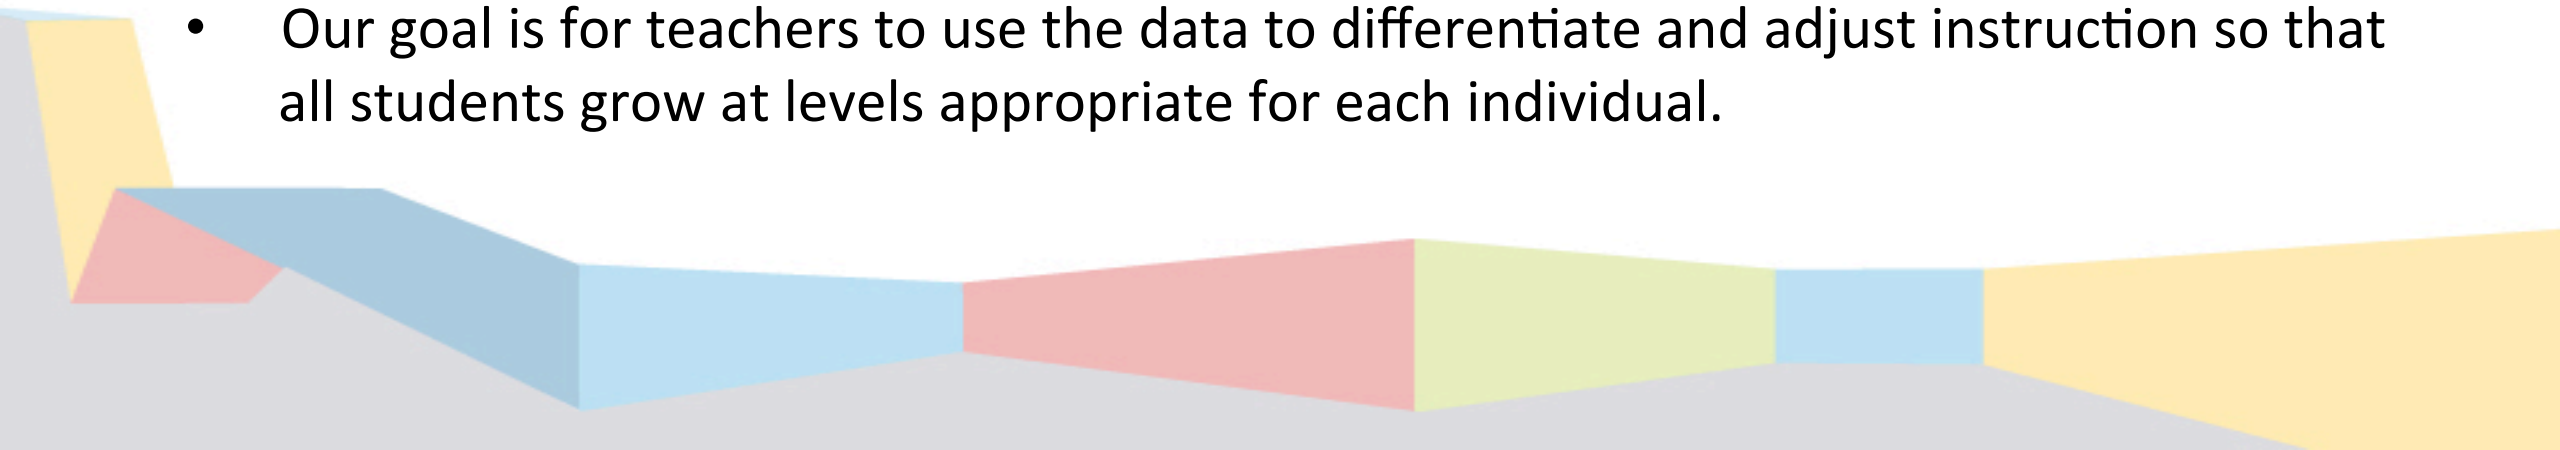 • Our goal is for teachers to use the data to differentiate and adjust instruction so that
all students grow at levels appropriate for each individual.